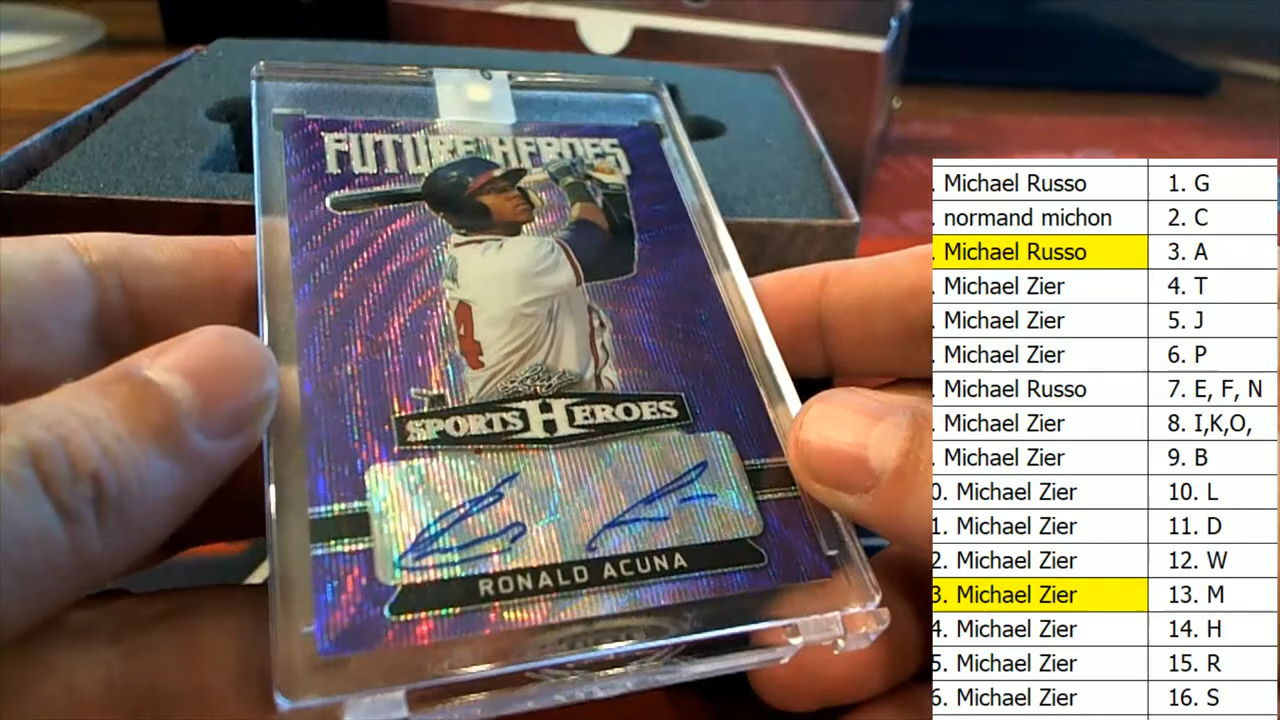 FUTURE HEROES
4
Leaf
SPORTS HEROES
RONALD ACUNA
. Michael Russo 1. G
. normand michon 2. C
. Michael Russo 3. A
. Michael Zier 4. T
. Michael Zier 5. J
. Michael Zier 6. P
. Michael Russo 7. E, F, N
. Michael Zier 8. I,K,O,
. Michael Zier 9. B
0. Michael Zier 10. L
1. Michael Zier 11. D
2. Michael Zier 12. W
3. Michael Zier 13. M
4. Michael Zier 14. H
5. Michael Zier 15. R
6. Michael Zier 16. S